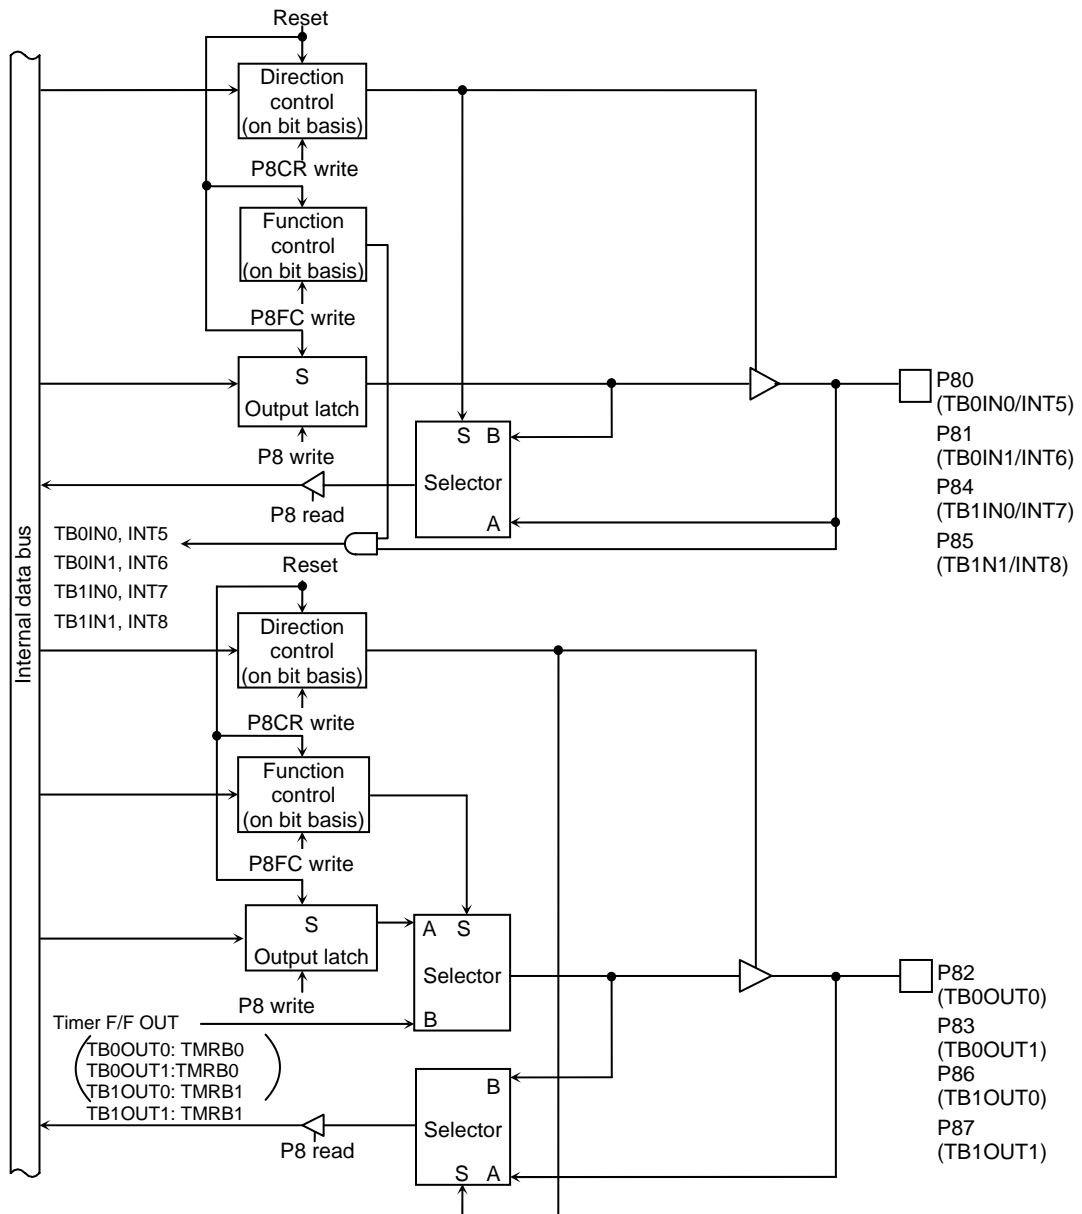 Reset
Direction
control
(on bit basis)
P8CR write
Function
control
(on bit basis)
P8FC write
S
Output latch
P8 write
S B
Selector
A
P8 read
P80
(TB0IN0/INT5)
P81
(TB0IN1/INT6)
P84
(TB1IN0/INT7)
P85
(TB1N1/INT8)
TB0IN0, INT5
TB0IN1, INT6
TB1IN0, INT7
TB1IN1, INT8
Internal data bus
Reset
Direction
control
(on bit basis)
P8CR write
Function
control
(on bit basis)
P8FC write
S
Output latch
P8 write
A S
Selector
B
Timer F/F OUT
TB0OUT0: TMRB0
TB0OUT1:TMRB0
TB1OUT0: TMRB1
TB1OUT1: TMRB1
B
Selector
S A
P8 read
P82
(TB0OUT0)
P83
(TB0OUT1)
P86
(TB1OUT0)
P87
(TB1OUT1)